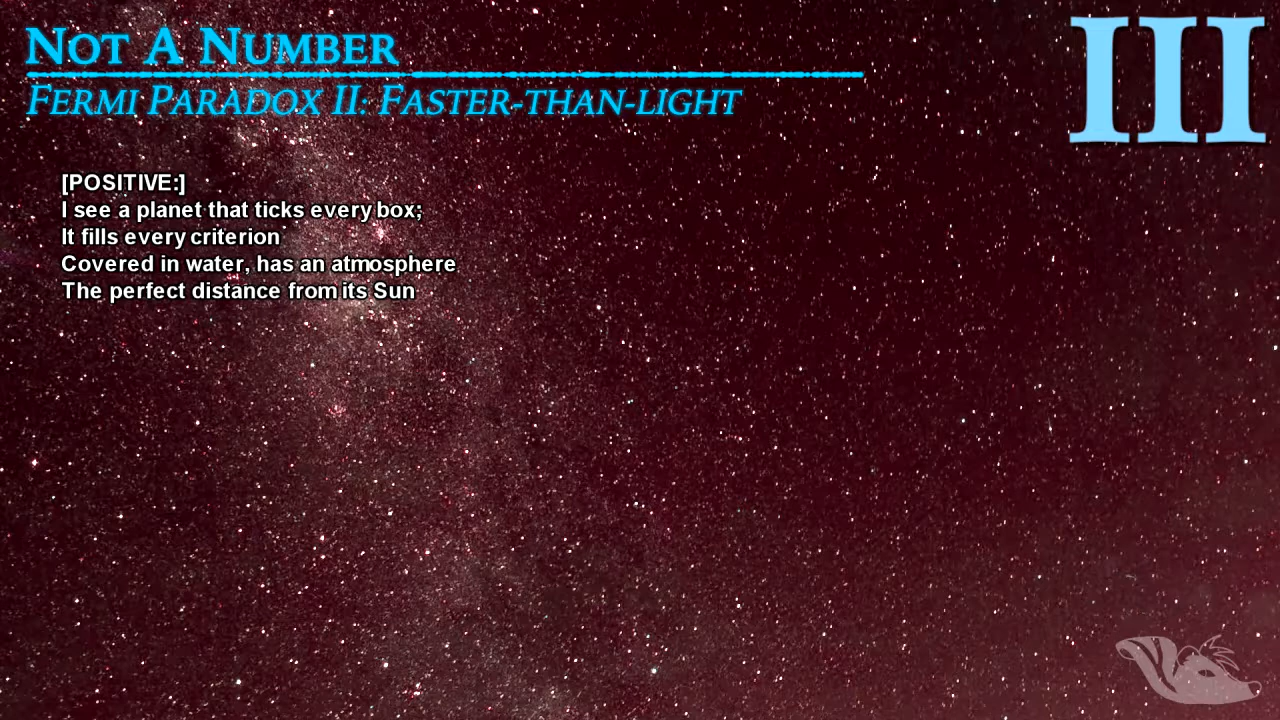 Not A Number
III
Fermi Paradox II: Faster-than-light
[POSITIVE:]
I see a planet that ticks every box;
It fills every criterion
Covered in water, has an atmosphere
The perfect distance from its Sun